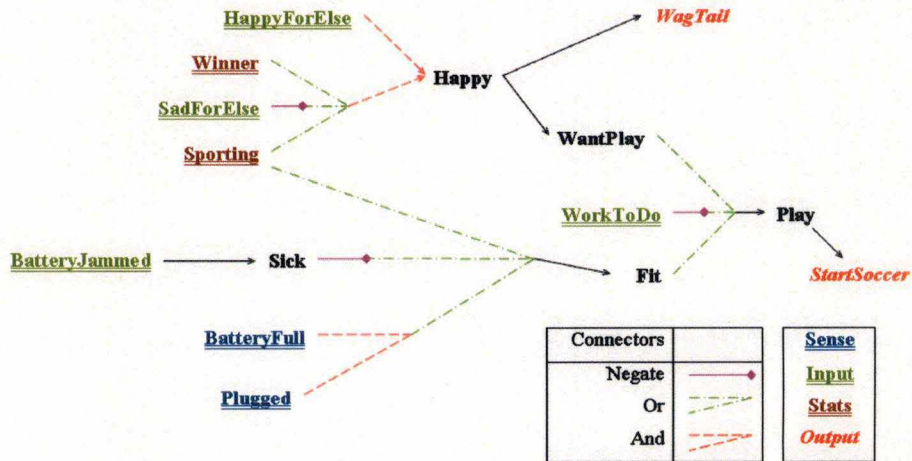 HappyForElse
WagTail
Winner
Happy
SadForElse
WantPlay
Sporting
WorkToDo
Play
BatteryJammed
Sick
Fit
StartSoccer
BatteryFull
Plugged
Connectors
Negate
Or
And
Sense
Input
Stats
Output